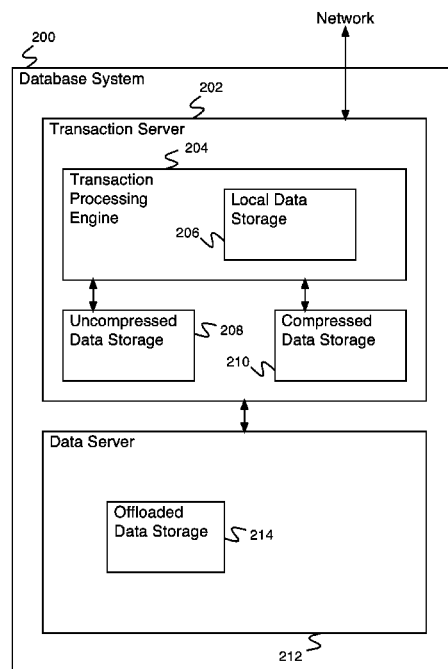 Network
200
Database System
202
Transaction Server
204
Transaction
Processing
Engine
Local Data
Storage
206
Uncompressed
Data Storage
208
Compressed
Data Storage
210
Data Server
Offloaded
Data Storage
214
212